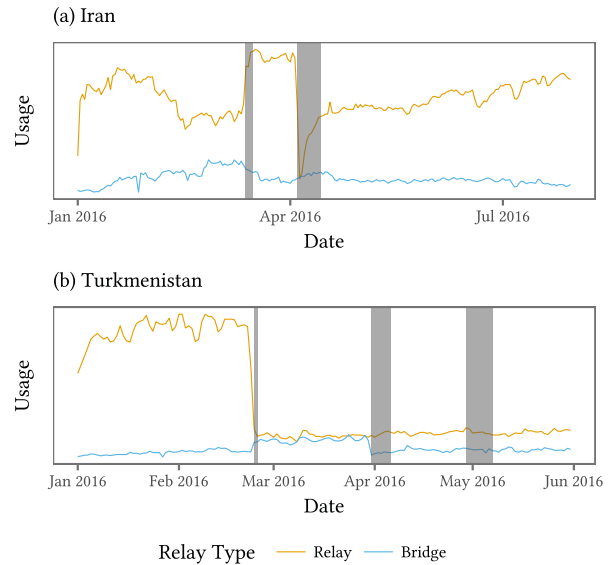 (a) Iran
Usage
Jan 2016 Apr 2016 Jul 2016
Date
(b) Turkmenistan
Usage
Jan 2016 Feb 2016 Mar 2016 Apr 2016 May 2016 Jun 2016
Date
Relay Type Relay Bridge